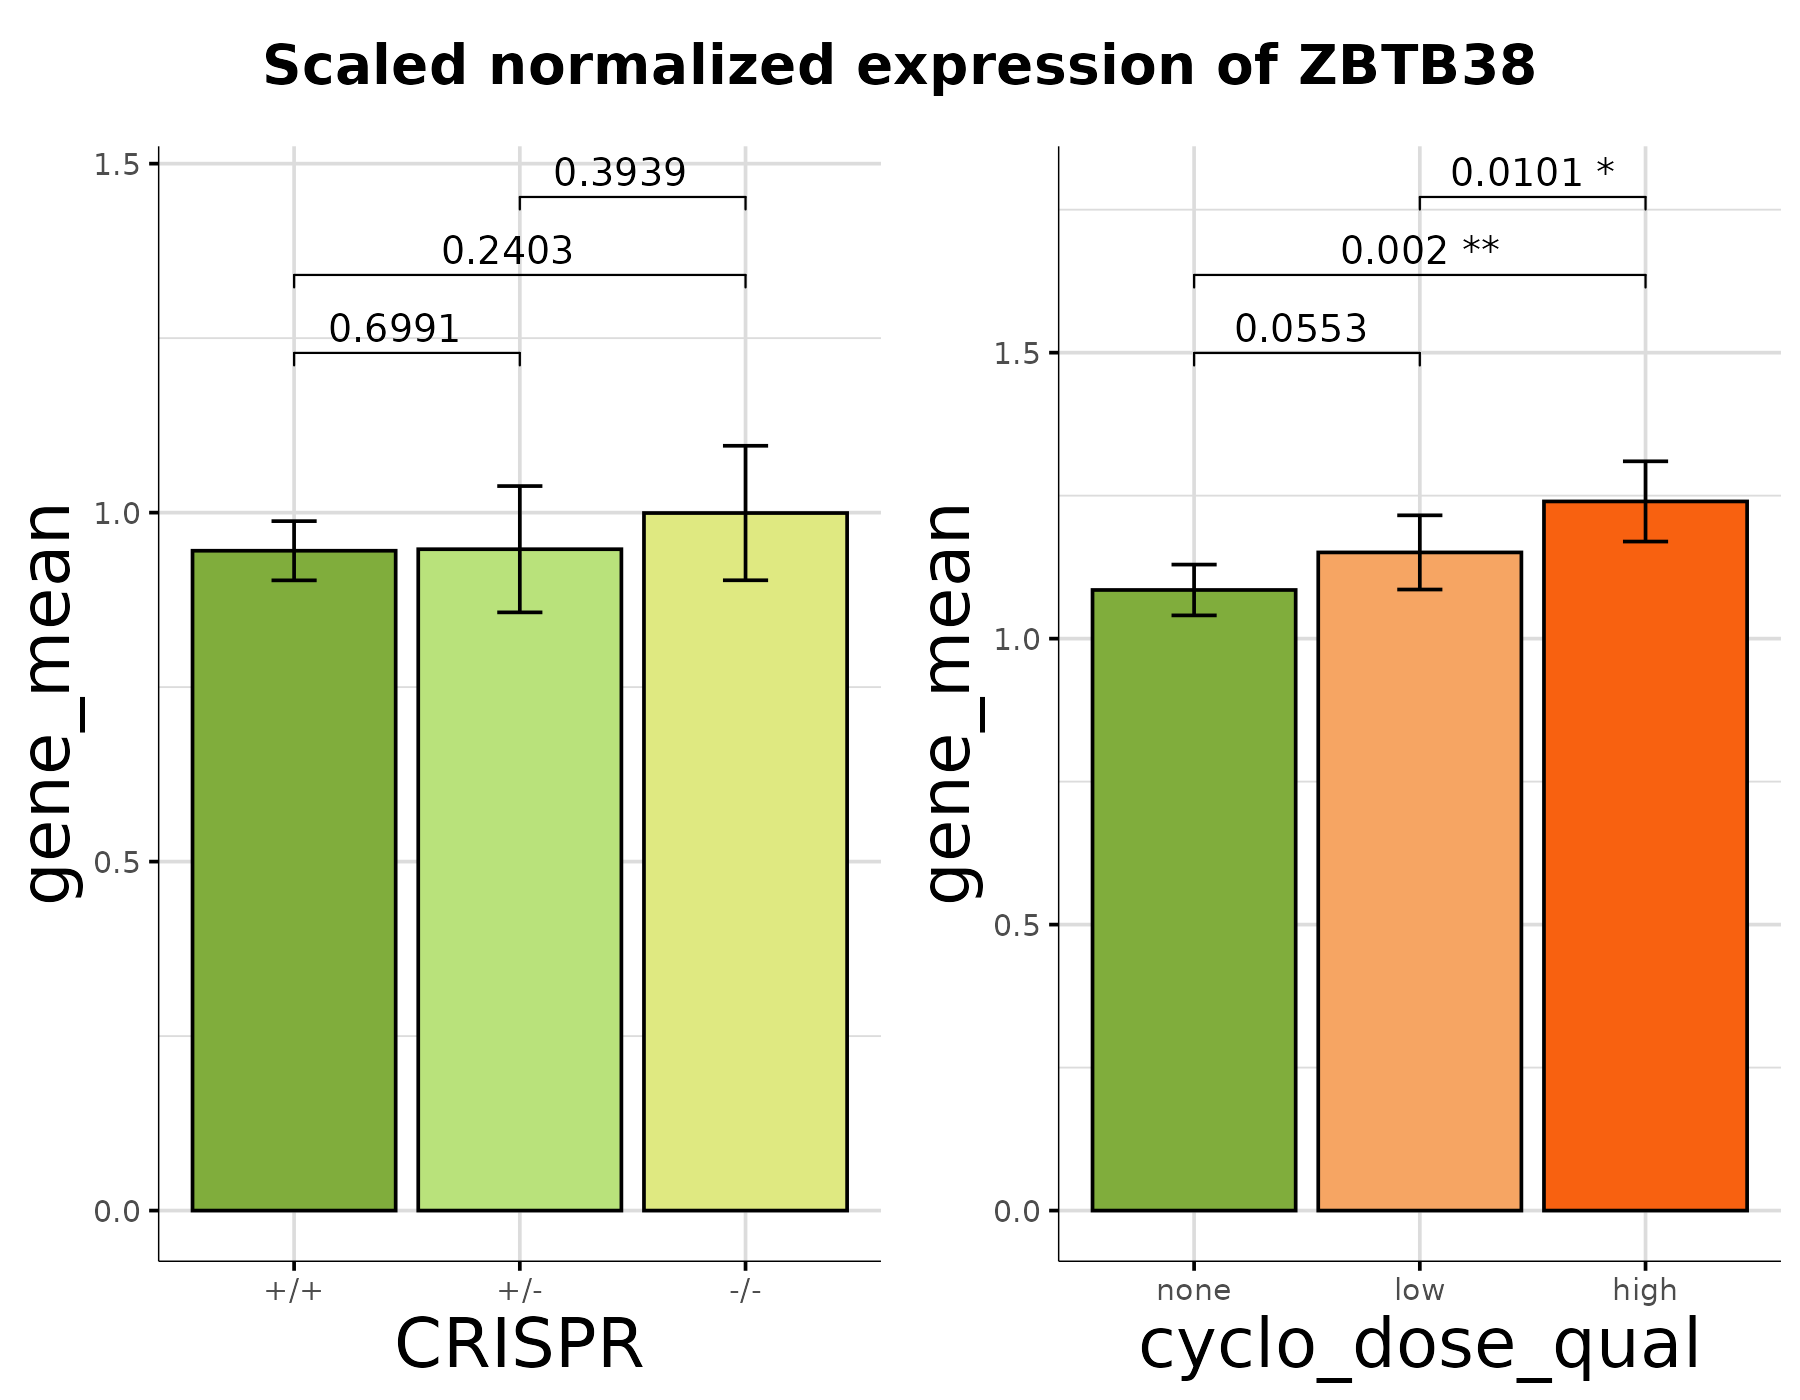 Scaled normalized expression of ZBTB38
gene_mean
1.5
1.0
0.5
0.0
0.3939
0.2403
0.6991
+/+
+/-
-/-
CRISPR
gene_mean
1.5
1.0
0.5
0.0
0.0101 *
0.002 **
0.0553
none
low
high
cyclo_dose_qual